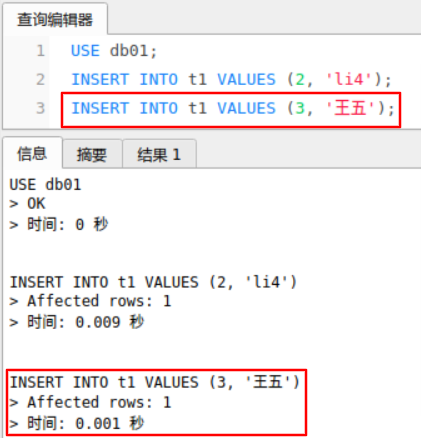 查询编辑器
1 USE db01;
2 INSERT INTO t1 VALUES (2, 'li4');
3 INSERT INTO t1 VALUES (3, '王五');
信息 摘要 结果 1
USE db01
> OK
> 时间: 0 秒
INSERT INTO t1 VALUES (2, 'li4')
> Affected rows: 1
> 时间: 0.009 秒
INSERT INTO t1 VALUES (3, '王五')
> Affected rows: 1
> 时间: 0.001 秒